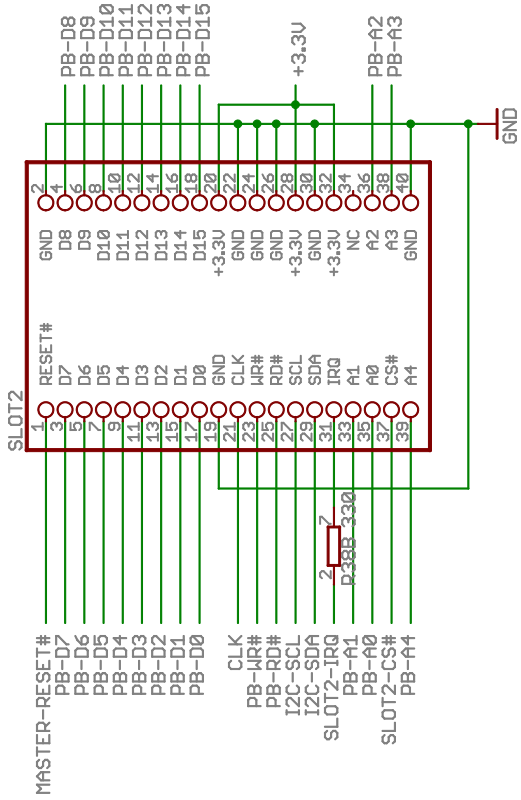 PB-D8
PB-D9
PB-D10
PB-D11
PB-D12
PB-D13
PB-D14
PB-D15
+3.3V
PB-A2
PB-A3
GND
2
4
6
8
10
12
14
16
18
20
22
24
26
28
30
32
34
36
38
40
GND
D8
D9
D10
D11
D12
D13
D14
D15
+3.3V
GND
GND
GND
+3.3V
GND
+3.3V
NC
A2
A3
GND
SLOT2
RESET#
D7
D6
D5
D4
D3
D2
D1
D0
GND
CLK
WR#
RD#
SCL
SDA
IRQ
A1
A0
CS#
A4
1
3
5
7
9
11
13
15
17
19
21
23
25
27
29
31
33
35
37
39
7
2
R38B 330
MASTER-RESET#
PB-D7
PB-D6
PB-D5
PB-D4
PB-D3
PB-D2
PB-D1
PB-D0
CLK
PB-WR#
PB-RD#
I2C-SCL
I2C-SDA
SLOT2-IRQ
PB-A1
PB-A0
SLOT2-CS#
PB-A4